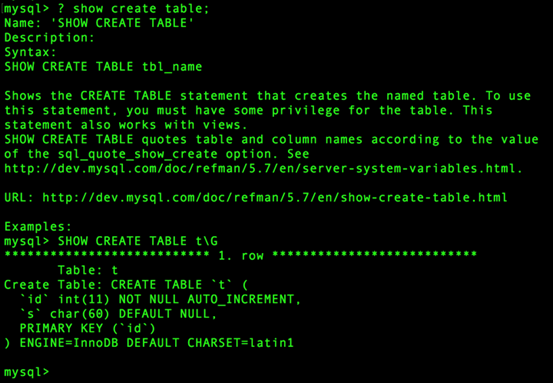 mysql> ? show create table;
Name: 'SHOW CREATE TABLE'
Description:
Syntax:
SHOW CREATE TABLE tbl_name

Shows the CREATE TABLE statement that creates the named table. To use
this statement, you must have some privilege for the table. This
statement also works with views.
SHOW CREATE TABLE quotes table and column names according to the value
of the sql_quote_show_create option. See
http://dev.mysql.com/doc/refman/5.7/en/server-system-variables.html.

URL: http://dev.mysql.com/doc/refman/5.7/en/show-create-table.html

Examples:
mysql> SHOW CREATE TABLE t\G
*************************** 1. row ***************************
       Table: t
Create Table: CREATE TABLE `t` (
  `id` int(11) NOT NULL AUTO_INCREMENT,
  `s` char(60) DEFAULT NULL,
  PRIMARY KEY (`id`)
) ENGINE=InnoDB DEFAULT CHARSET=latin1

mysql>